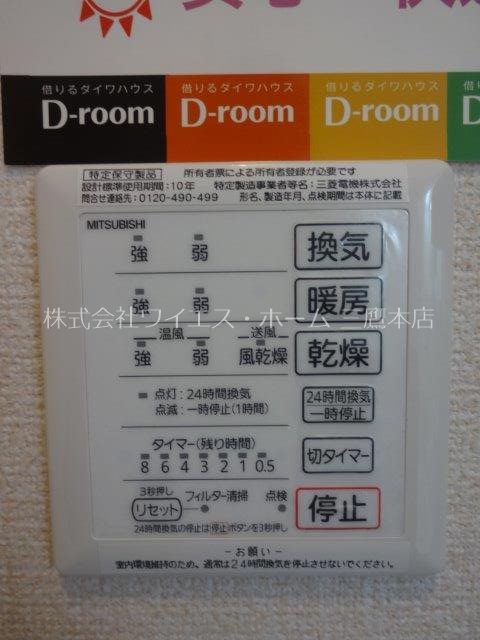 借りるダイワハウス
D-room
借りるダイワハウス
D-room
借りるダイワハウス
D-room
借り
D-
特定保守製品 所有者票による所有者登録が必要です
設計標準使用期間:10年 特定製造事業者等名:三菱電機株式会社
問合せ連絡先:0120-490-499 形名、製造年月、点検期間は本体に記載
MITSUBISHI
強 弱 換気
強 弱 暖房
株式会社ワイエス・ホーム 三鷹本店
温風 送風
強 弱 風乾燥 乾燥
点灯:24時間換気
点滅:一時停止(1時間)
24時間換気
一時停止
タイマー(残り時間)
8 6 4 3 2 1 0.5
切タイマー
3秒押し
リセット フィルター清掃 点検
停止
24時間換気の停止は停止ボタンを3秒押し
-お願い-
室内環境維持のため、通常は24時間換気を停止させないでください。